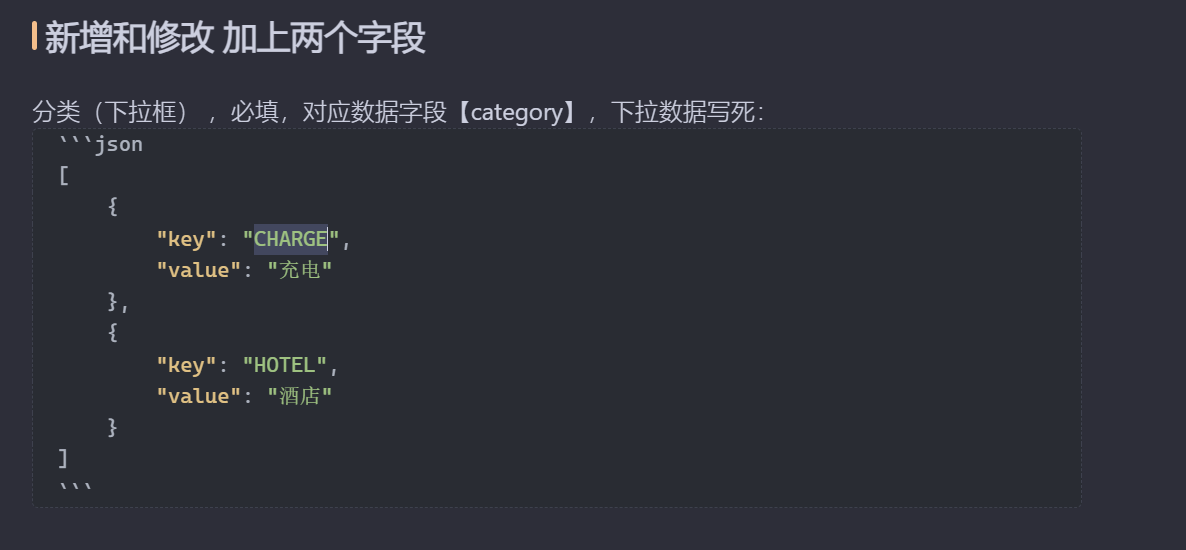 新增和修改 加上两个字段
分类（下拉框），必填，对应数据字段【category】，下拉数据写死：
```json
[
    {
        "key": "CHARGE",
        "value": "充电"
    },
    {
        "key": "HOTEL",
        "value": "酒店"
    }
]
```